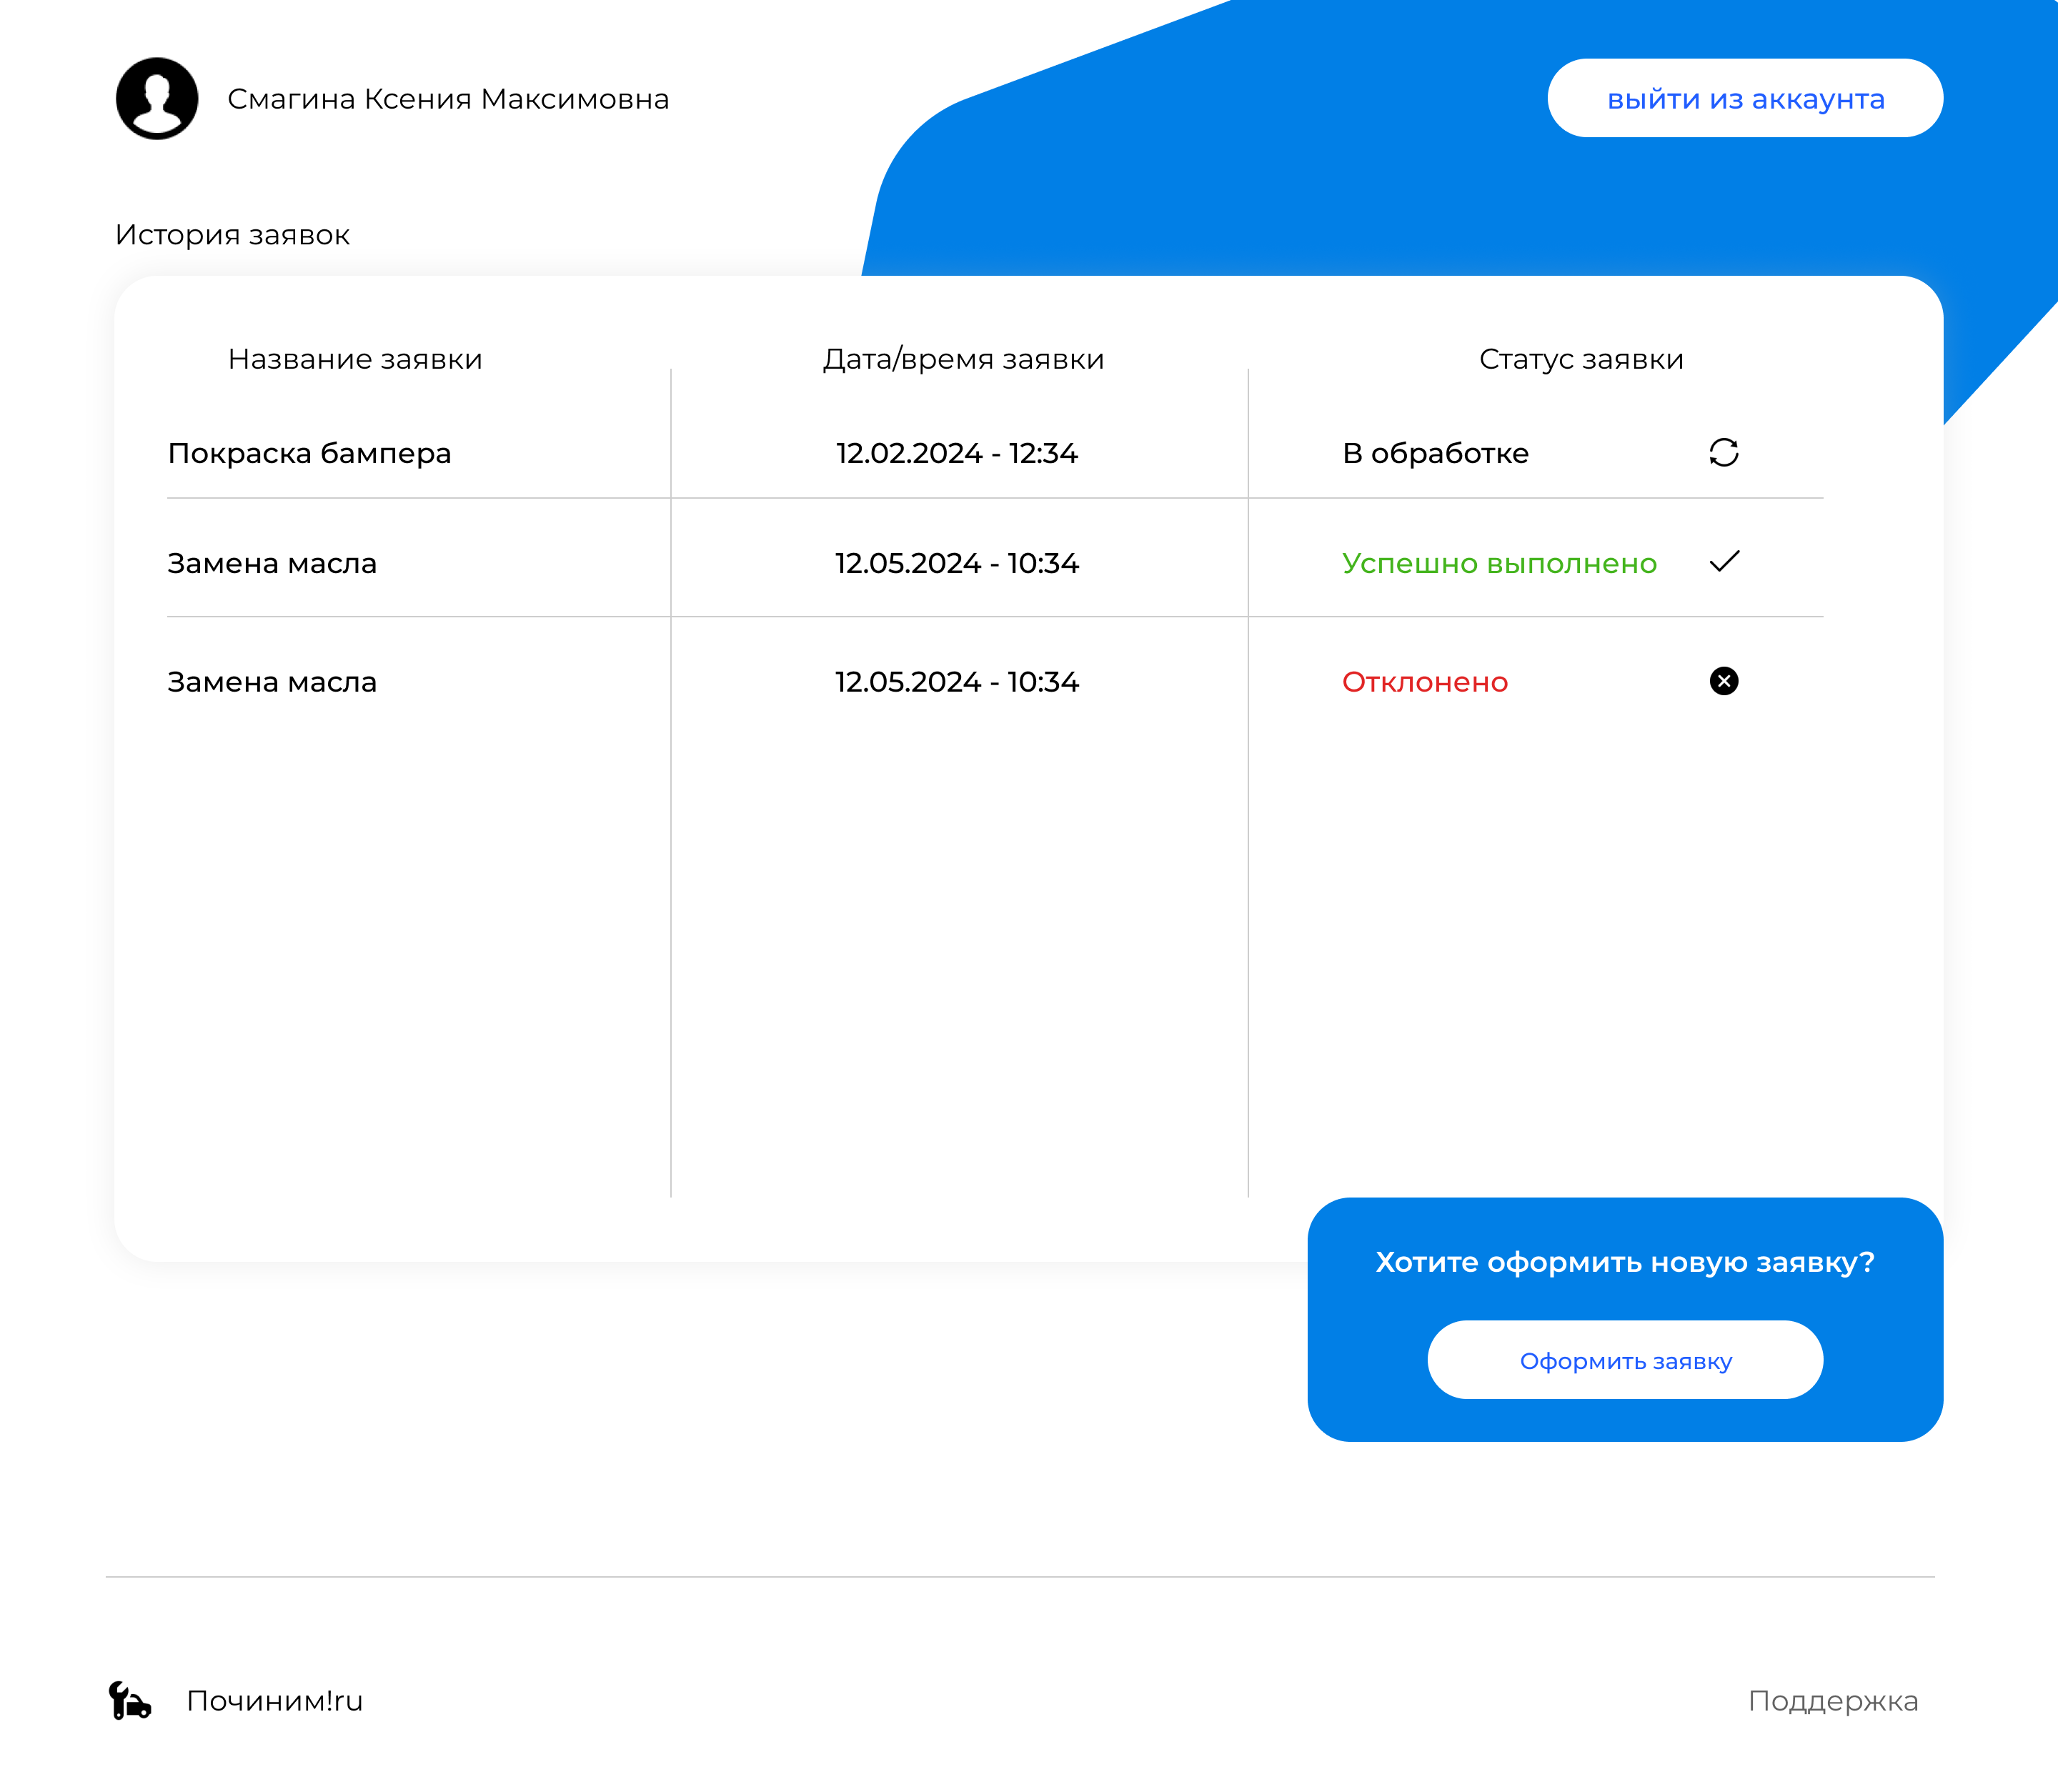 Смагина Ксения Максимовна
выйти из аккаунта
История заявок
Название заявки
Дата/время заявки
Статус заявки
Покраска бампера
12.02.2024 - 12:34
В обработке
Замена масла
12.05.2024 - 10:34
Успешно выполнено
Замена масла
12.05.2024 - 10:34
Отклонено
Хотите оформить новую заявку?
Оформить заявку
Починим!ru
Поддержка